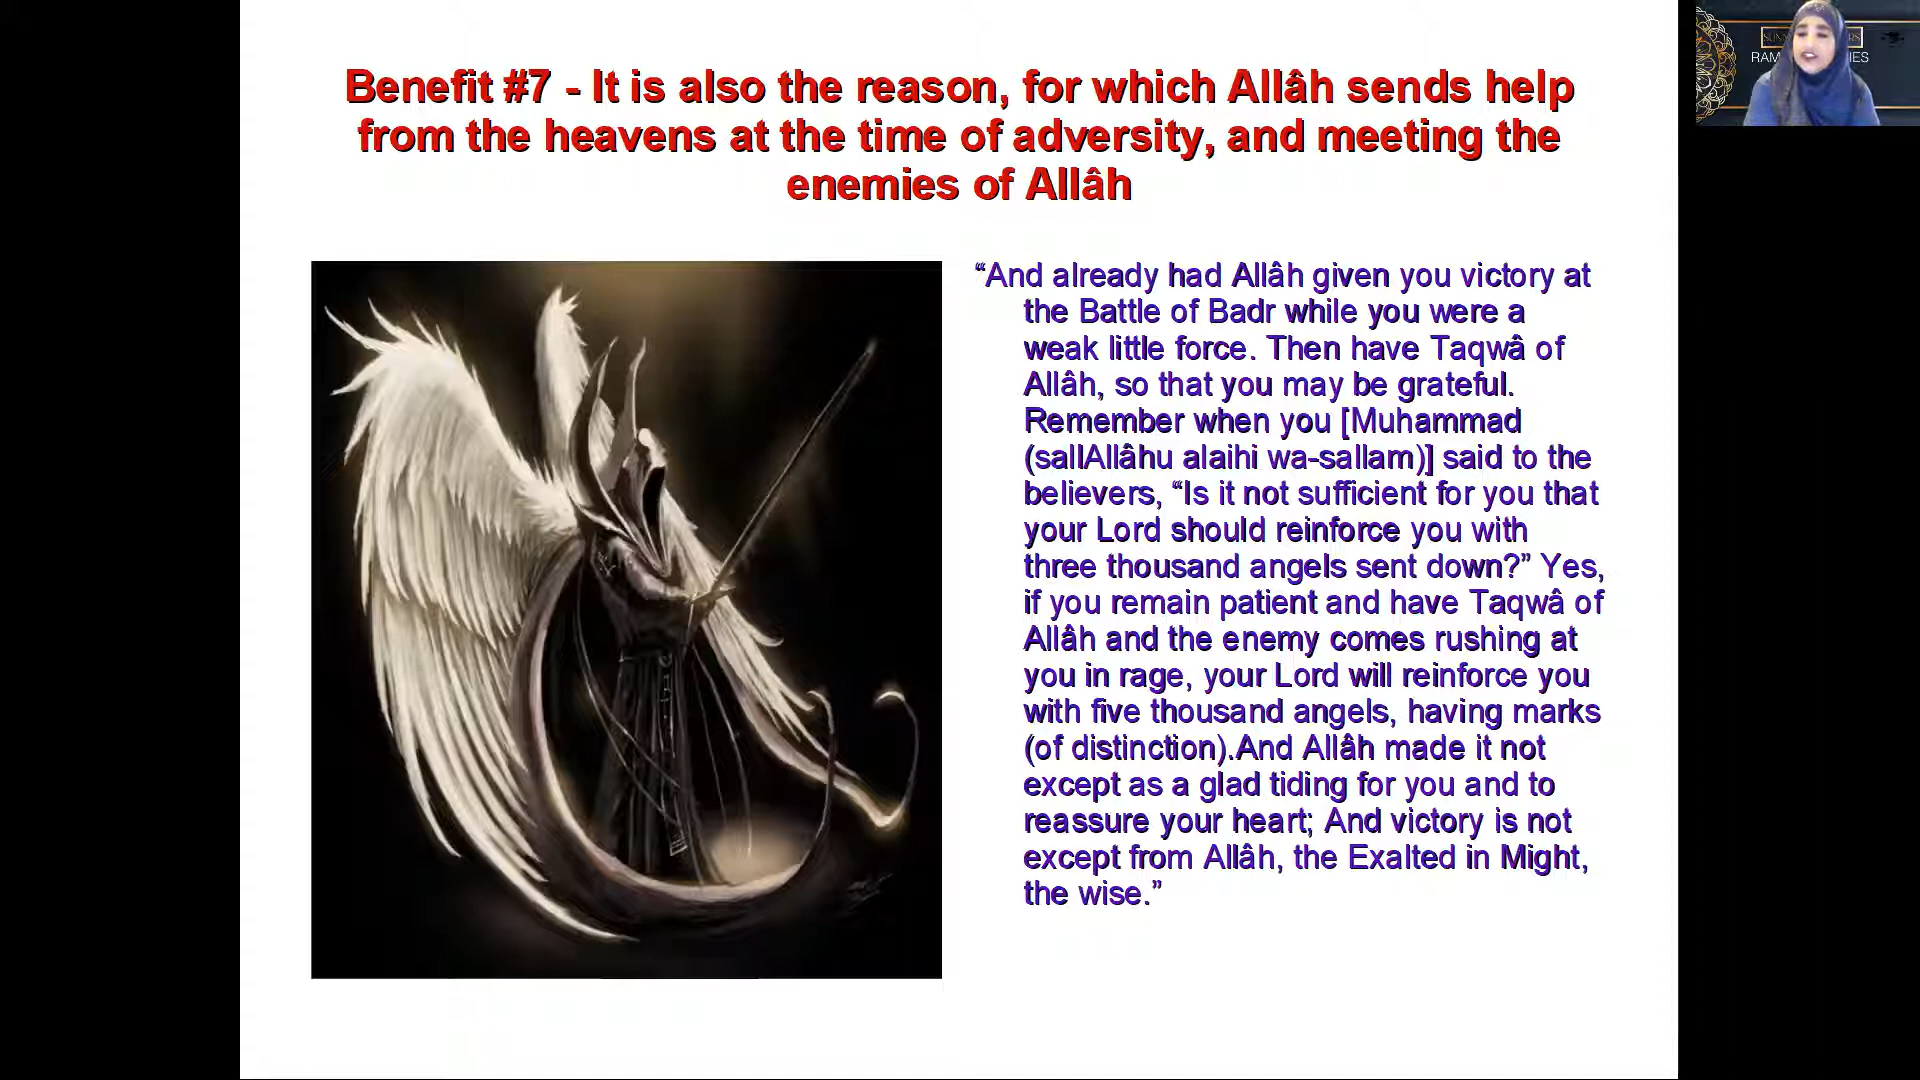 Benefit #7 - It is also the reason, for which Allâh sends help
from the heavens at the time of adversity, and meeting the
enemies of Allâh
“And already had Allâh given you victory at
the Battle of Badr while you were a
weak little force. Then have Taqwâ of
Allâh, so that you may be grateful.
Remember when you [Muhammad
(sallAllâhu alaihi wa-sallam)] said to the
believers, “Is it not sufficient for you that
your Lord should reinforce you with
three thousand angels sent down?” Yes,
if you remain patient and have Taqwâ of
Allâh and the enemy comes rushing at
you in rage, your Lord will reinforce you
with five thousand angels, having marks
(of distinction).And Allâh made it not
except as a glad tiding for you and to
reassure your heart; And victory is not
except from Allâh, the Exalted in Might,
the wise.”